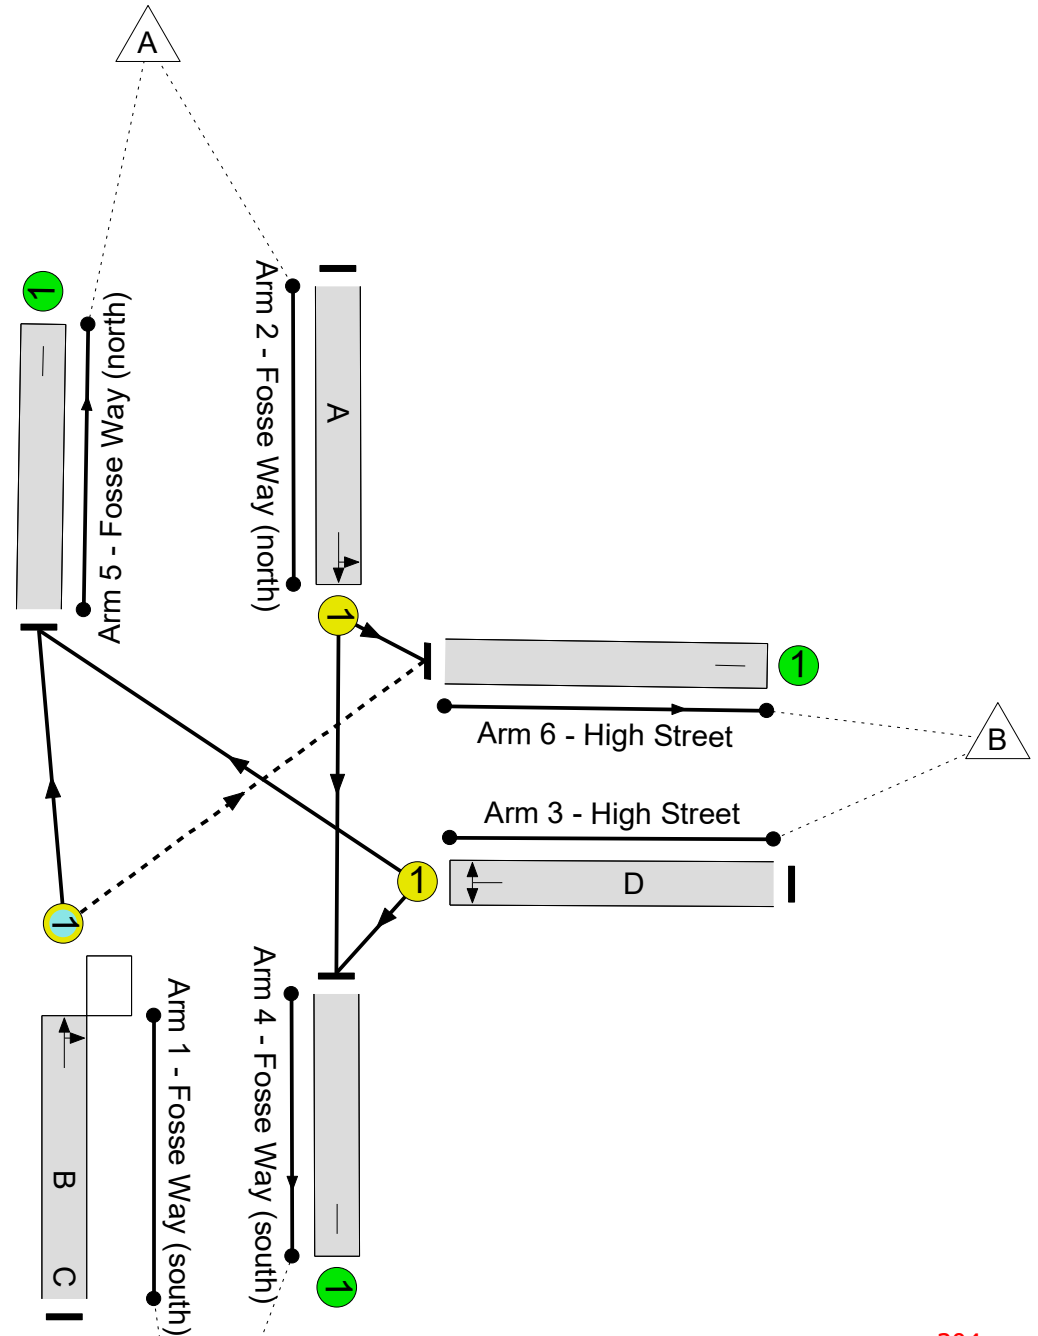 A
1
Arm 5 - Fosse Way (north)
Arm 2 - Fosse Way (north)
A
1
1
Arm 6 - High Street
B
Arm 3 - High Street
1
D
1
Arm 1 - Fosse Way (south)
Arm 4 - Fosse Way (south)
B
C
1